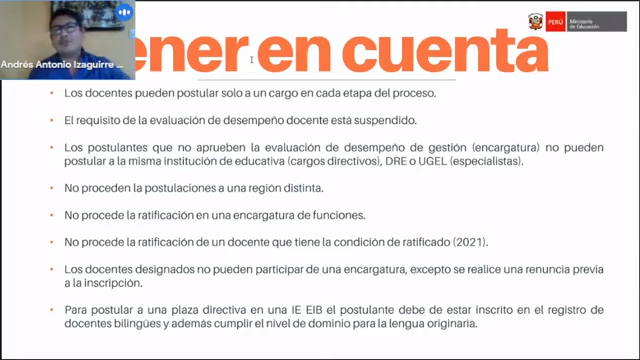 Andrés Antonio Izaguirre ...
ener en cuenta
PERÚ
Ministerio
de Educación
• Los docentes pueden postular solo a un cargo en cada etapa del proceso.
• El requisito de la evaluación de desempeño docente está suspendido.
• Los postulantes que no aprueben la evaluación de desempeño de gestión (encargatura) no pueden
postular a la misma institución de educativa (cargos directivos), DRE o UGEL (especialistas).
• No proceden la postulaciones a una región distinta.
• No procede la ratificación en una encargatura de funciones.
• No procede la ratificación de un docente que tiene la condición de ratificado (2021).
• Los docentes designados no pueden participar de una encargatura, excepto se realice una renuncia previa
a la inscripción.
• Para postular a una plaza directiva en una IE EIB el postulante debe de estar inscrito en el registro de
docentes bilingües y además cumplir el nivel de dominio para la lengua originaria.